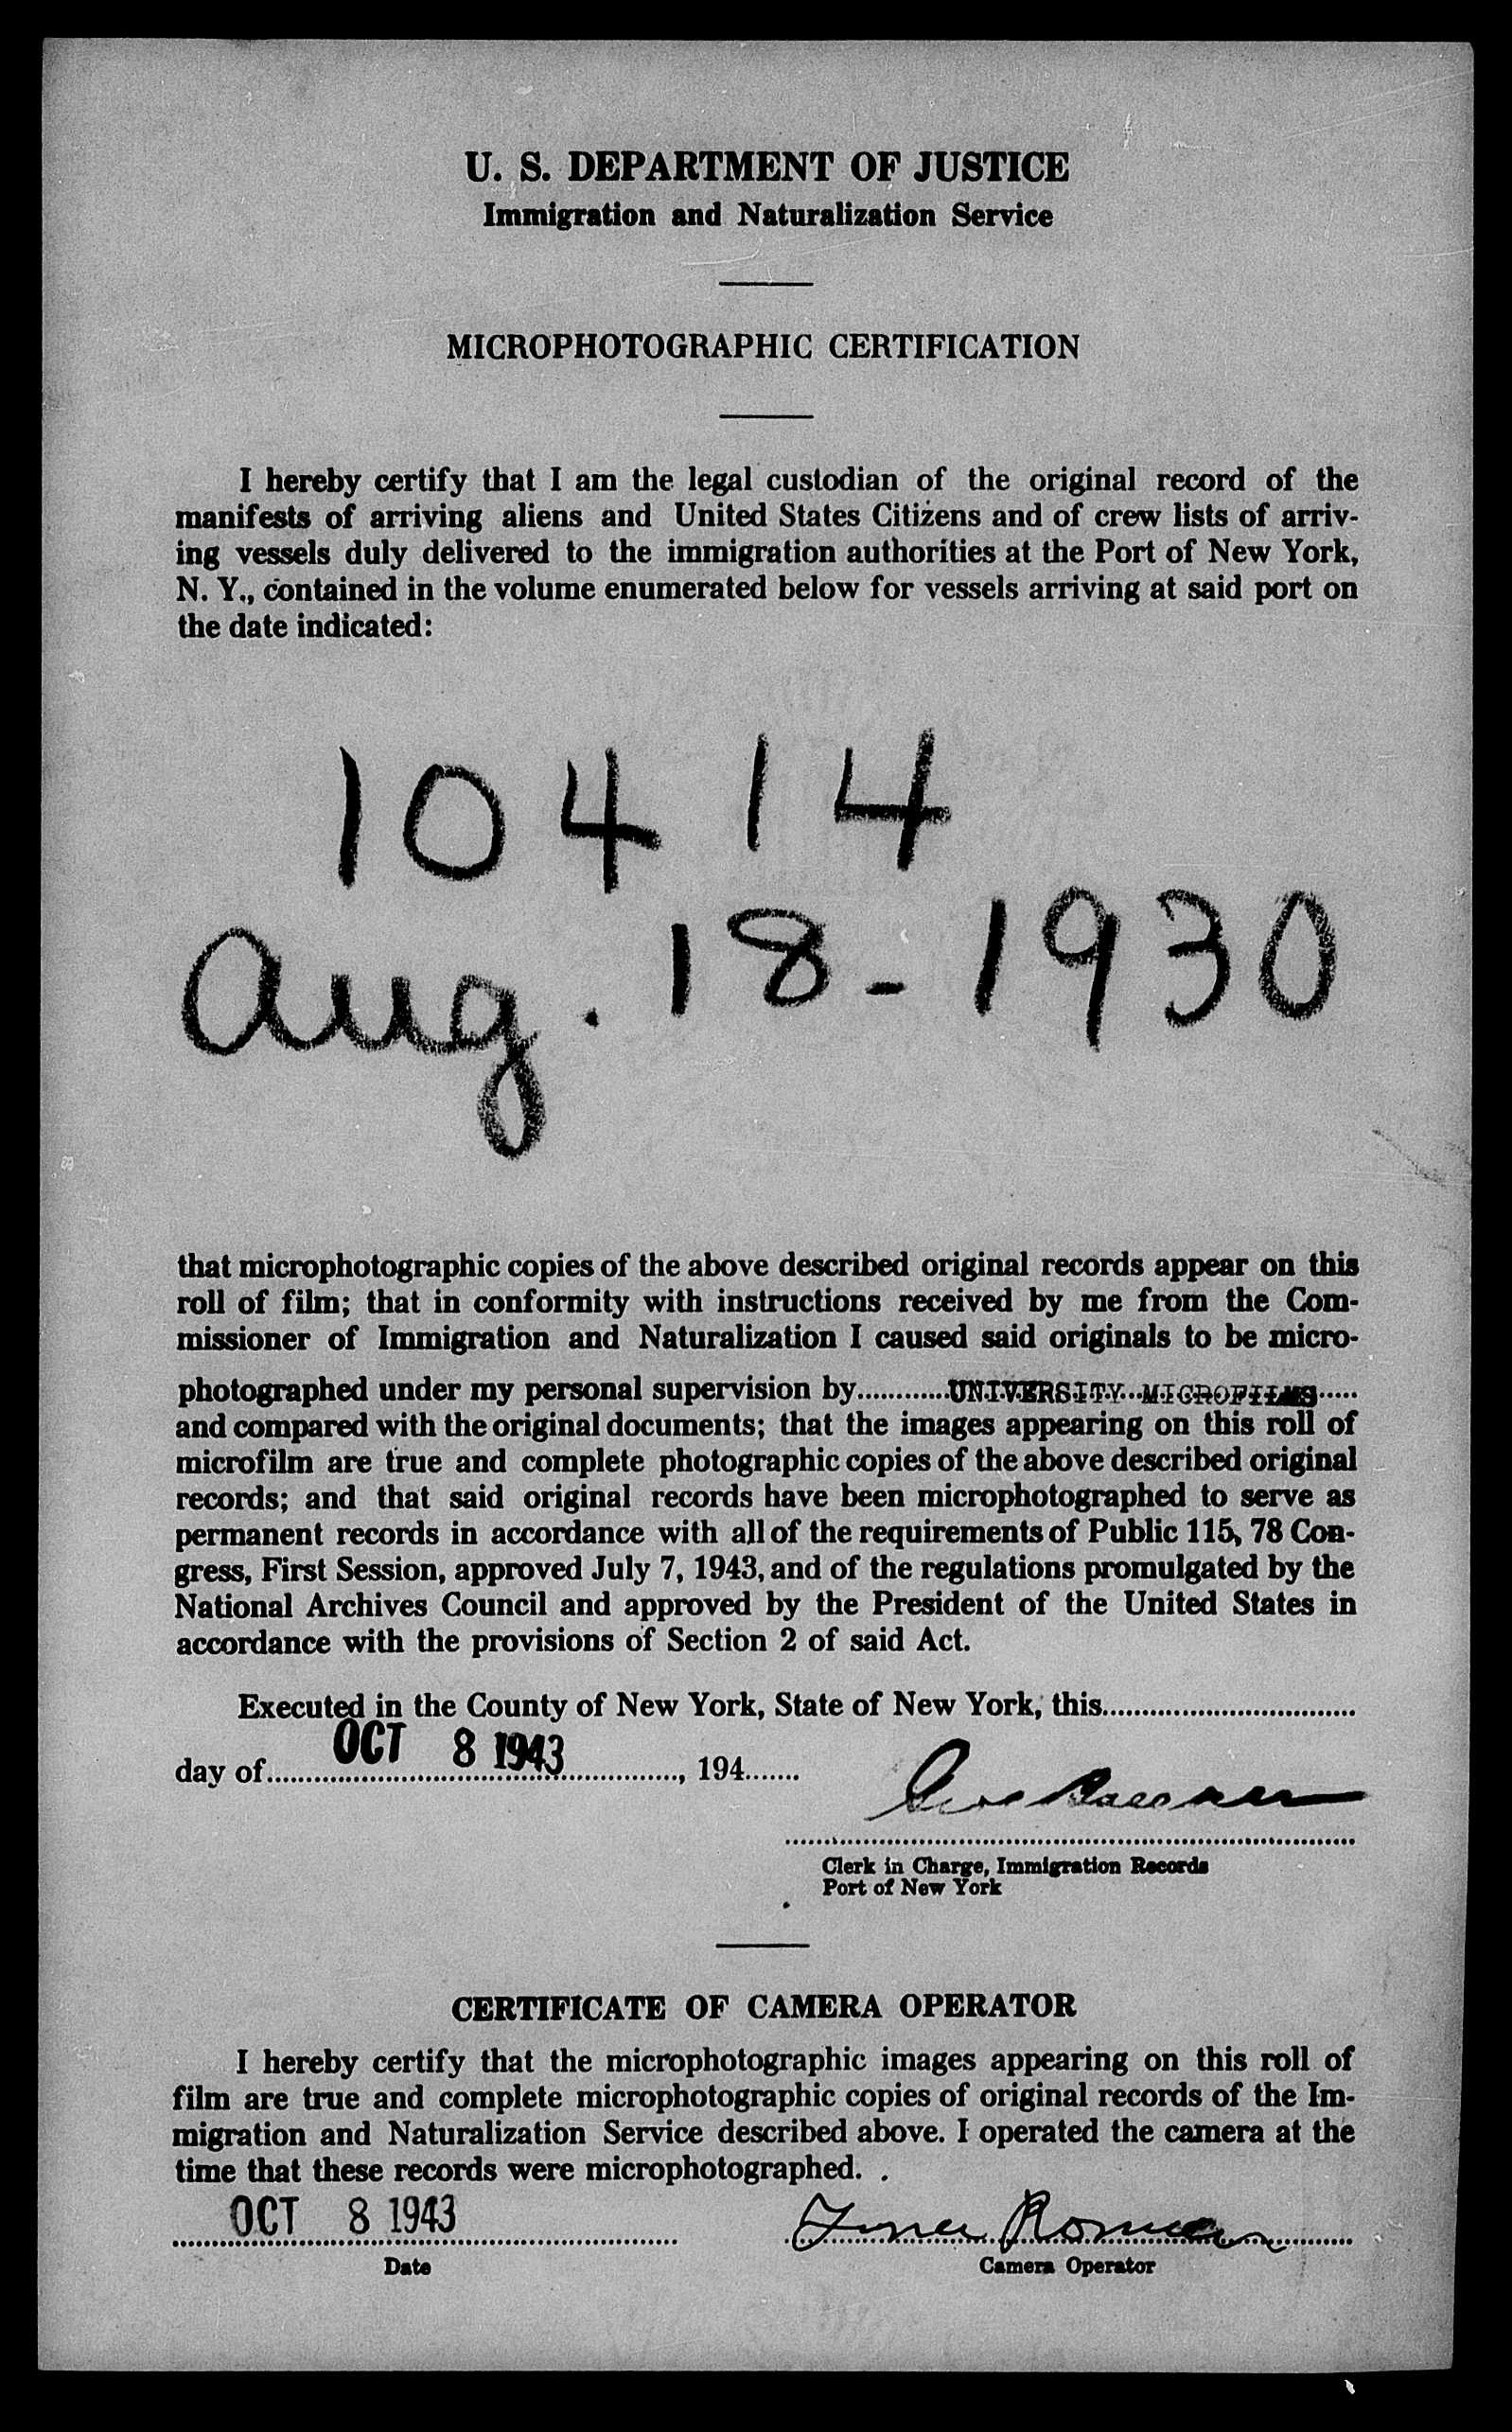 U. S. DEPARTMENT OF JUSTICE
Immigration and Naturalization Service
MICROPHOTOGRAPHIC CERTIFICATION
I hereby certify that I am the legal custodian of the original record of the
manifests of arriving aliens and United States Citizens and of crew lists of arriv-
ing vessels duly delivered to the immigration authorities at the Port of New York,
N. Y., contained in the volume enumerated below for vessels arriving at said port on
the date indicated:
10414
Aug. 18-1930
that microphotographic copies of the above described original records appear on this
roll of film; that in conformity with instructions received by me from the Com-
missioner of Immigration and Naturalization I caused said originals to be micro-
photographed under my personal supervision by............UNIVERSITY MICROFILMS.....
and compared with the original documents; that the images appearing on this roll of
microfilm are true and complete photographic copies of the above described original
records; and that said original records have been microphotographed to serve as
permanent records in accordance with all of the requirements of Public 115, 78 Con-
gress, First Session, approved July 7, 1943, and of the regulations promulgated by the
National Archives Council and approved by the President of the United States in
accordance with the provisions of Section 2 of said Act.
Executed in the County of New York, State of New York, this................................
day of........OCT 8 1943..............., 194.......
Clerk in Charge, Immigration Records
Port of New York
CERTIFICATE OF CAMERA OPERATOR
I hereby certify that the microphotographic images appearing on this roll of
film are true and complete microphotographic copies of original records of the Im-
migration and Naturalization Service described above. I operated the camera at the
time that these records were microphotographed.
OCT 8 1943
Date
Camera Operator